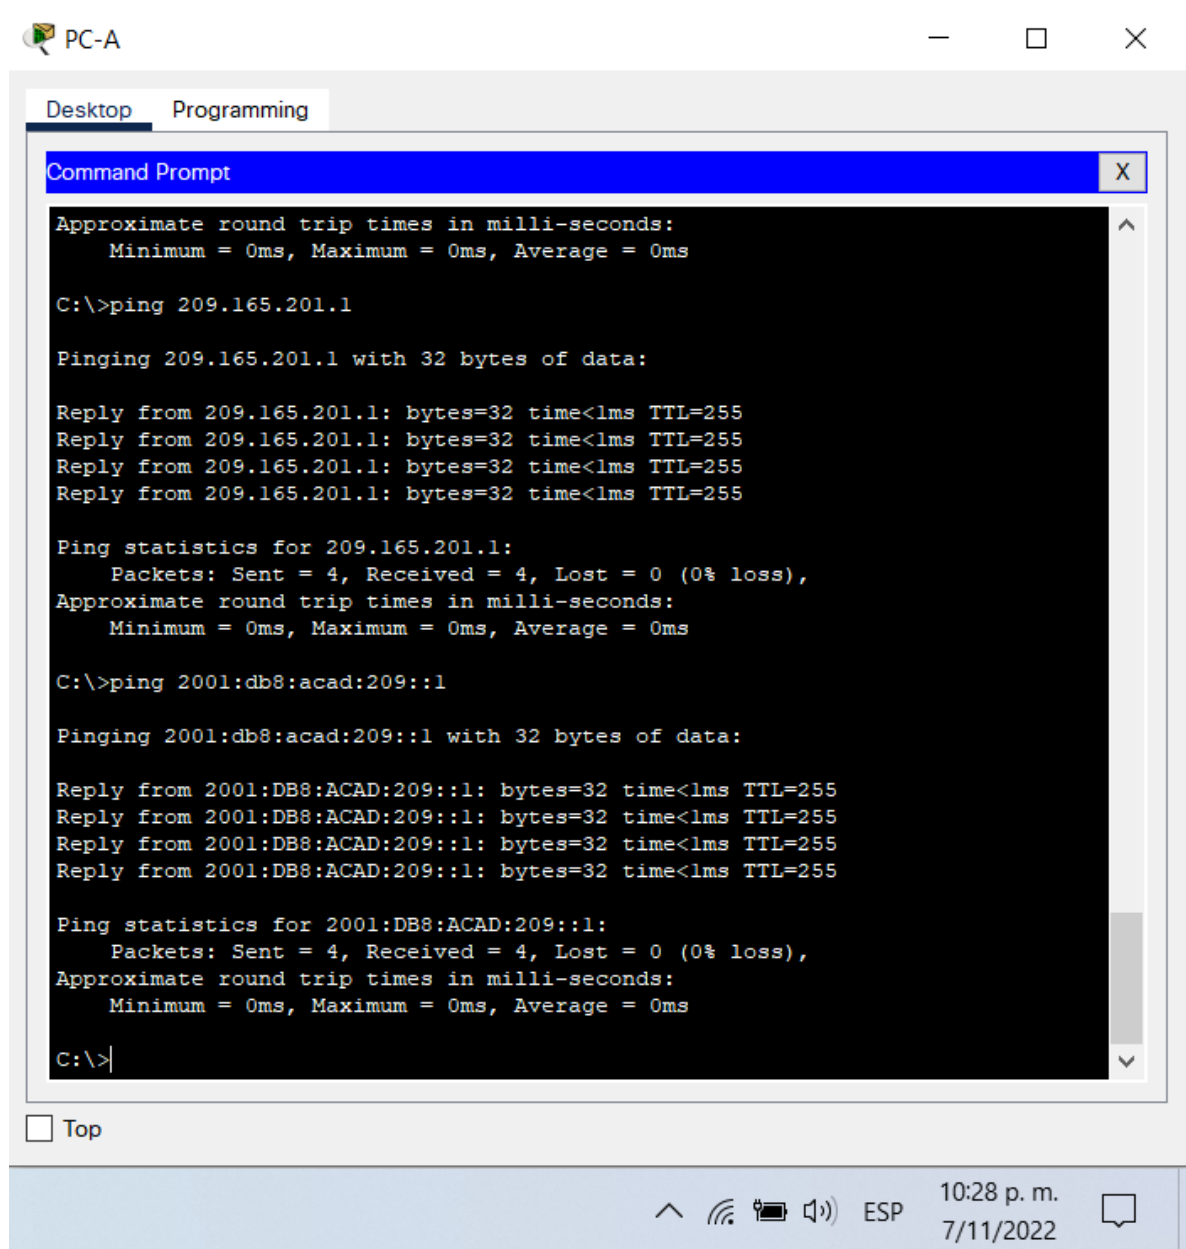 PC-A
Desktop Programming
Command Prompt X
Approximate round trip times in milli-seconds:
    Minimum = 0ms, Maximum = 0ms, Average = 0ms
C:\>ping 209.165.201.1
Pinging 209.165.201.1 with 32 bytes of data:
Reply from 209.165.201.1: bytes=32 time<1ms TTL=255
Reply from 209.165.201.1: bytes=32 time<1ms TTL=255
Reply from 209.165.201.1: bytes=32 time<1ms TTL=255
Reply from 209.165.201.1: bytes=32 time<1ms TTL=255
Ping statistics for 209.165.201.1:
    Packets: Sent = 4, Received = 4, Lost = 0 (0% loss),
Approximate round trip times in milli-seconds:
    Minimum = 0ms, Maximum = 0ms, Average = 0ms
C:\>ping 2001:db8:acad:209::1
Pinging 2001:db8:acad:209::1 with 32 bytes of data:
Reply from 2001:DB8:ACAD:209::1: bytes=32 time<1ms TTL=255
Reply from 2001:DB8:ACAD:209::1: bytes=32 time<1ms TTL=255
Reply from 2001:DB8:ACAD:209::1: bytes=32 time<1ms TTL=255
Reply from 2001:DB8:ACAD:209::1: bytes=32 time<1ms TTL=255
Ping statistics for 2001:DB8:ACAD:209::1:
    Packets: Sent = 4, Received = 4, Lost = 0 (0% loss),
Approximate round trip times in milli-seconds:
    Minimum = 0ms, Maximum = 0ms, Average = 0ms
C:\>
Top
ESP
10:28 p. m.
7/11/2022